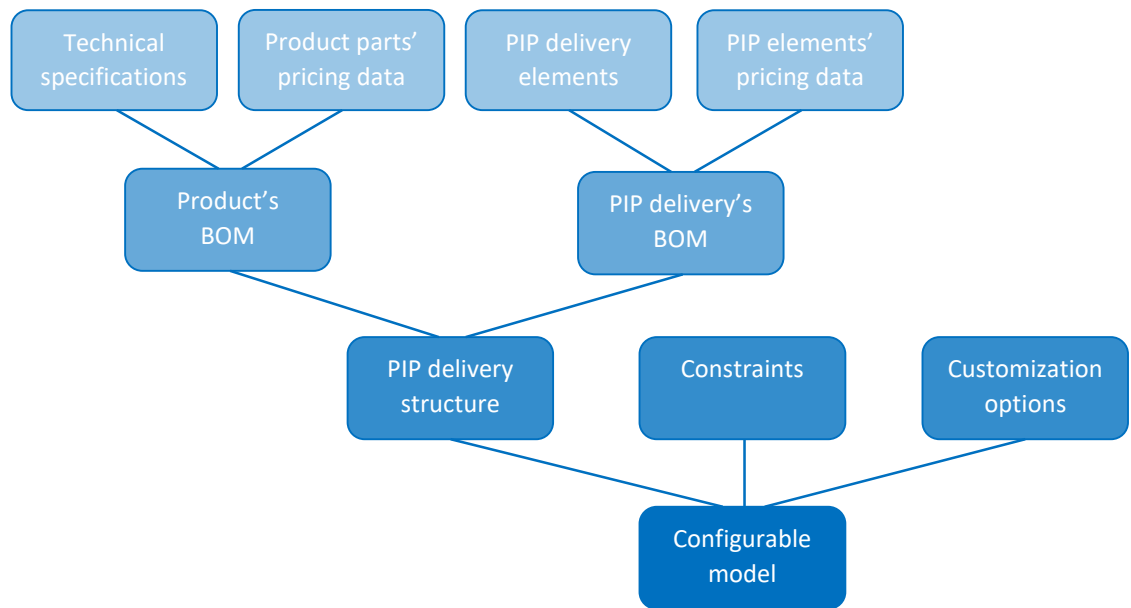 Technical
specifications
Product parts’
pricing data
PIP delivery
elements
PIP elements’
pricing data
Product’s
BOM
PIP delivery’s
BOM
PIP delivery
structure
Constraints
Customization
options
Configurable
model